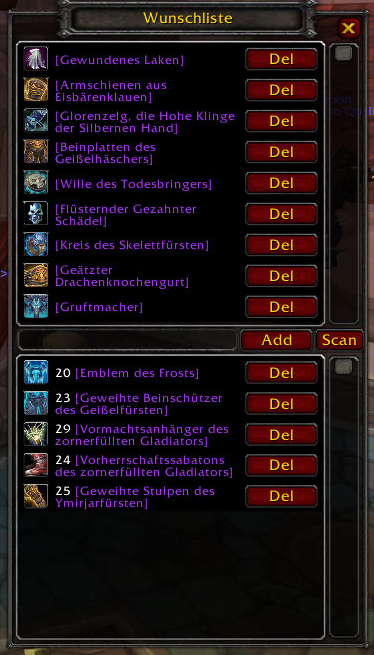 Wunschliste
[Gewundenes Laken]
Del
[Armschienen aus
Eisbärenklauen]
Del
[Glorenzelg, die Hohe Klinge
der Silbernen Hand]
Del
[Beinplatten des
Geißelhäschers]
Del
[Wille des Todesbringers]
Del
[Flüsternder Gezahnter
Schädel]
Del
[Kreis des Skelettfürsten]
Del
[Geätzter
Drachenknochengurt]
Del
[Gruftmacher]
Del
Add
Scan
20 [Emblem des Frosts]
Del
23 [Geweihte Beinschützer
des Geißelfürsten]
Del
29 [Vormachtsanhänger des
zornerfüllten Gladiators]
Del
24 [Vorherrschaftssabatons
des zornerfüllten Gladiators]
Del
25 [Geweihte Stulpen des
Ymirjarfürsten]
Del